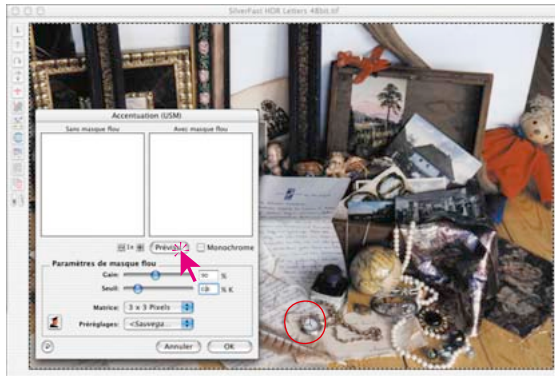 SilverFast HDR Letters 48bit.tif
Accentuation (USM)
Sans masque flou Avec masque flou
1x Monochrome
Paramètres de masque flou
Gain: %
Seuil: % K
Matrice: 3 x 3 Pixels
Préréglages: <Sauvega...
Annuler OK